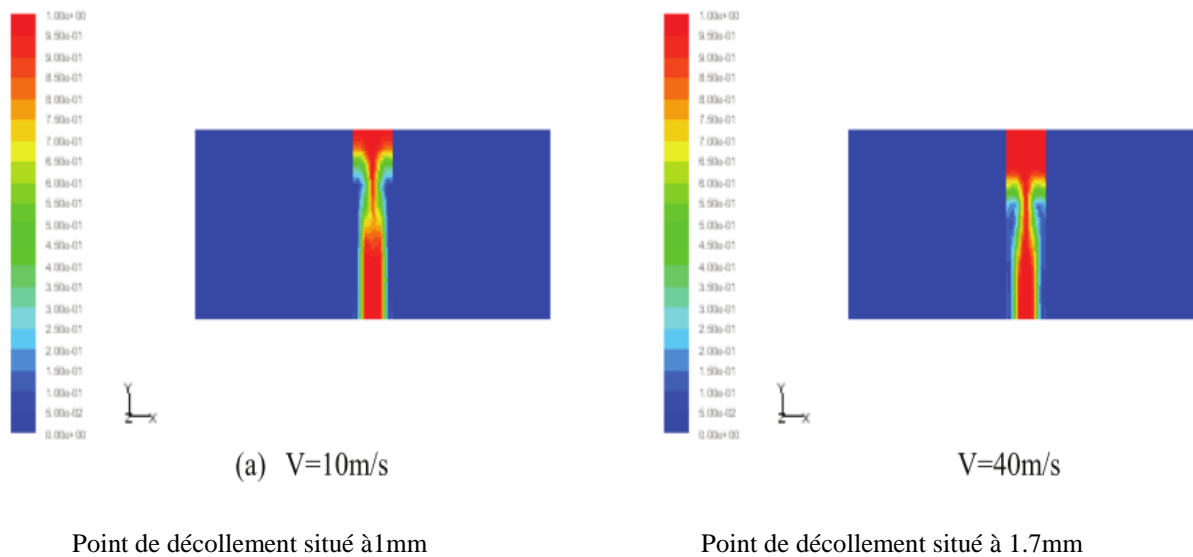 1.00e+00
9.50e-01
9.00e-01
8.50e-01
8.00e-01
7.50e-01
7.00e-01
6.50e-01
6.00e-01
5.50e-01
5.00e-01
4.50e-01
4.00e-01
3.50e-01
3.00e-01
2.50e-01
2.00e-01
1.50e-01
1.00e-01
5.00e-02
0.00e+00
Y
Z X
(a) V=10m/s
Point de décollement situé à1mm
1.00e+00
9.50e-01
9.00e-01
8.50e-01
8.00e-01
7.50e-01
7.00e-01
6.50e-01
6.00e-01
5.50e-01
5.00e-01
4.50e-01
4.00e-01
3.50e-01
3.00e-01
2.50e-01
2.00e-01
1.50e-01
1.00e-01
5.00e-02
0.00e+00
Y
Z X
V=40m/s
Point de décollement situé à 1.7mm